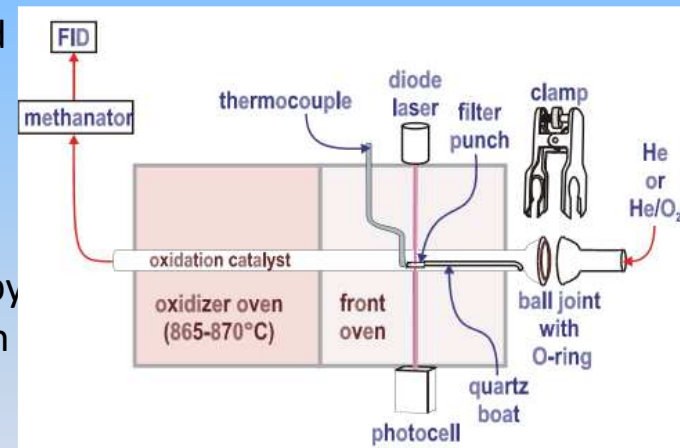 FID
methanator
thermocouple
diode
laser
filter
punch
clamp
He
or
He/O₂
oxidation catalyst
oxidizer oven
(865-870°C)
front
oven
ball joint
with
O-ring
quartz
boat
photocell